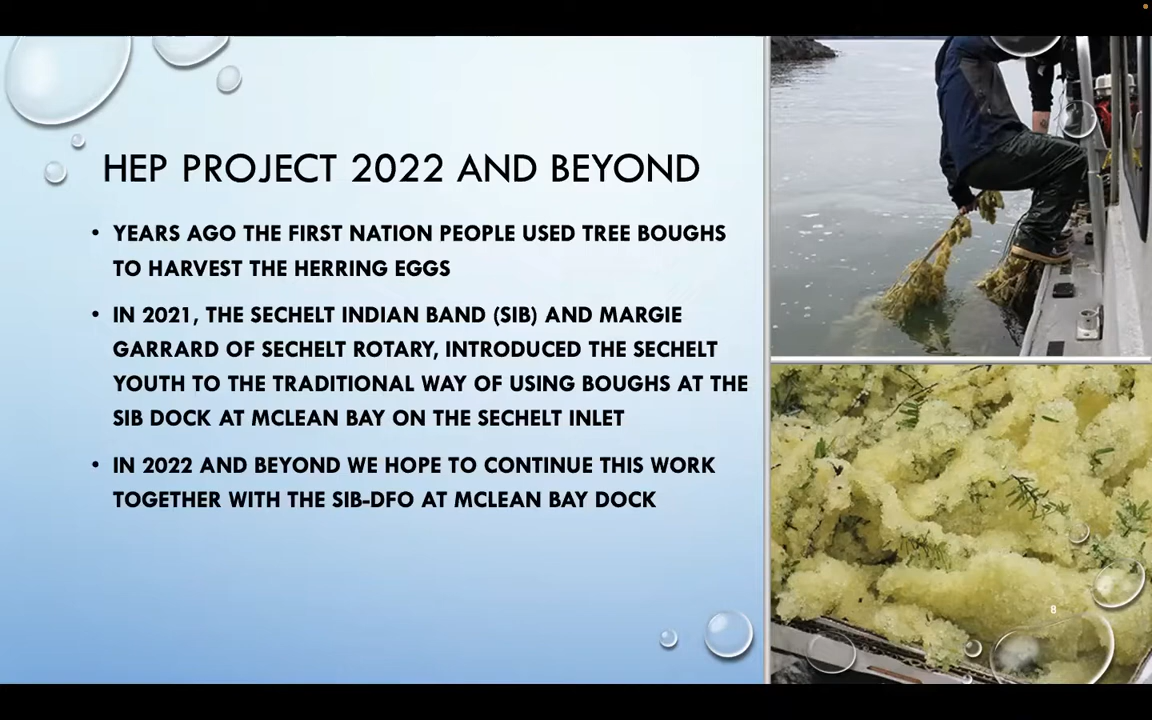 HEP PROJECT 2022 AND BEYOND
• YEARS AGO THE FIRST NATION PEOPLE USED TREE BOUGHS
TO HARVEST THE HERRING EGGS
• IN 2021, THE SECHELT INDIAN BAND (SIB) AND MARGIE
GARRARD OF SECHELT ROTARY, INTRODUCED THE SECHELT
YOUTH TO THE TRADITIONAL WAY OF USING BOUGHS AT THE
SIB DOCK AT MCLEAN BAY ON THE SECHELT INLET
• IN 2022 AND BEYOND WE HOPE TO CONTINUE THIS WORK
TOGETHER WITH THE SIB-DFO AT MCLEAN BAY DOCK
8